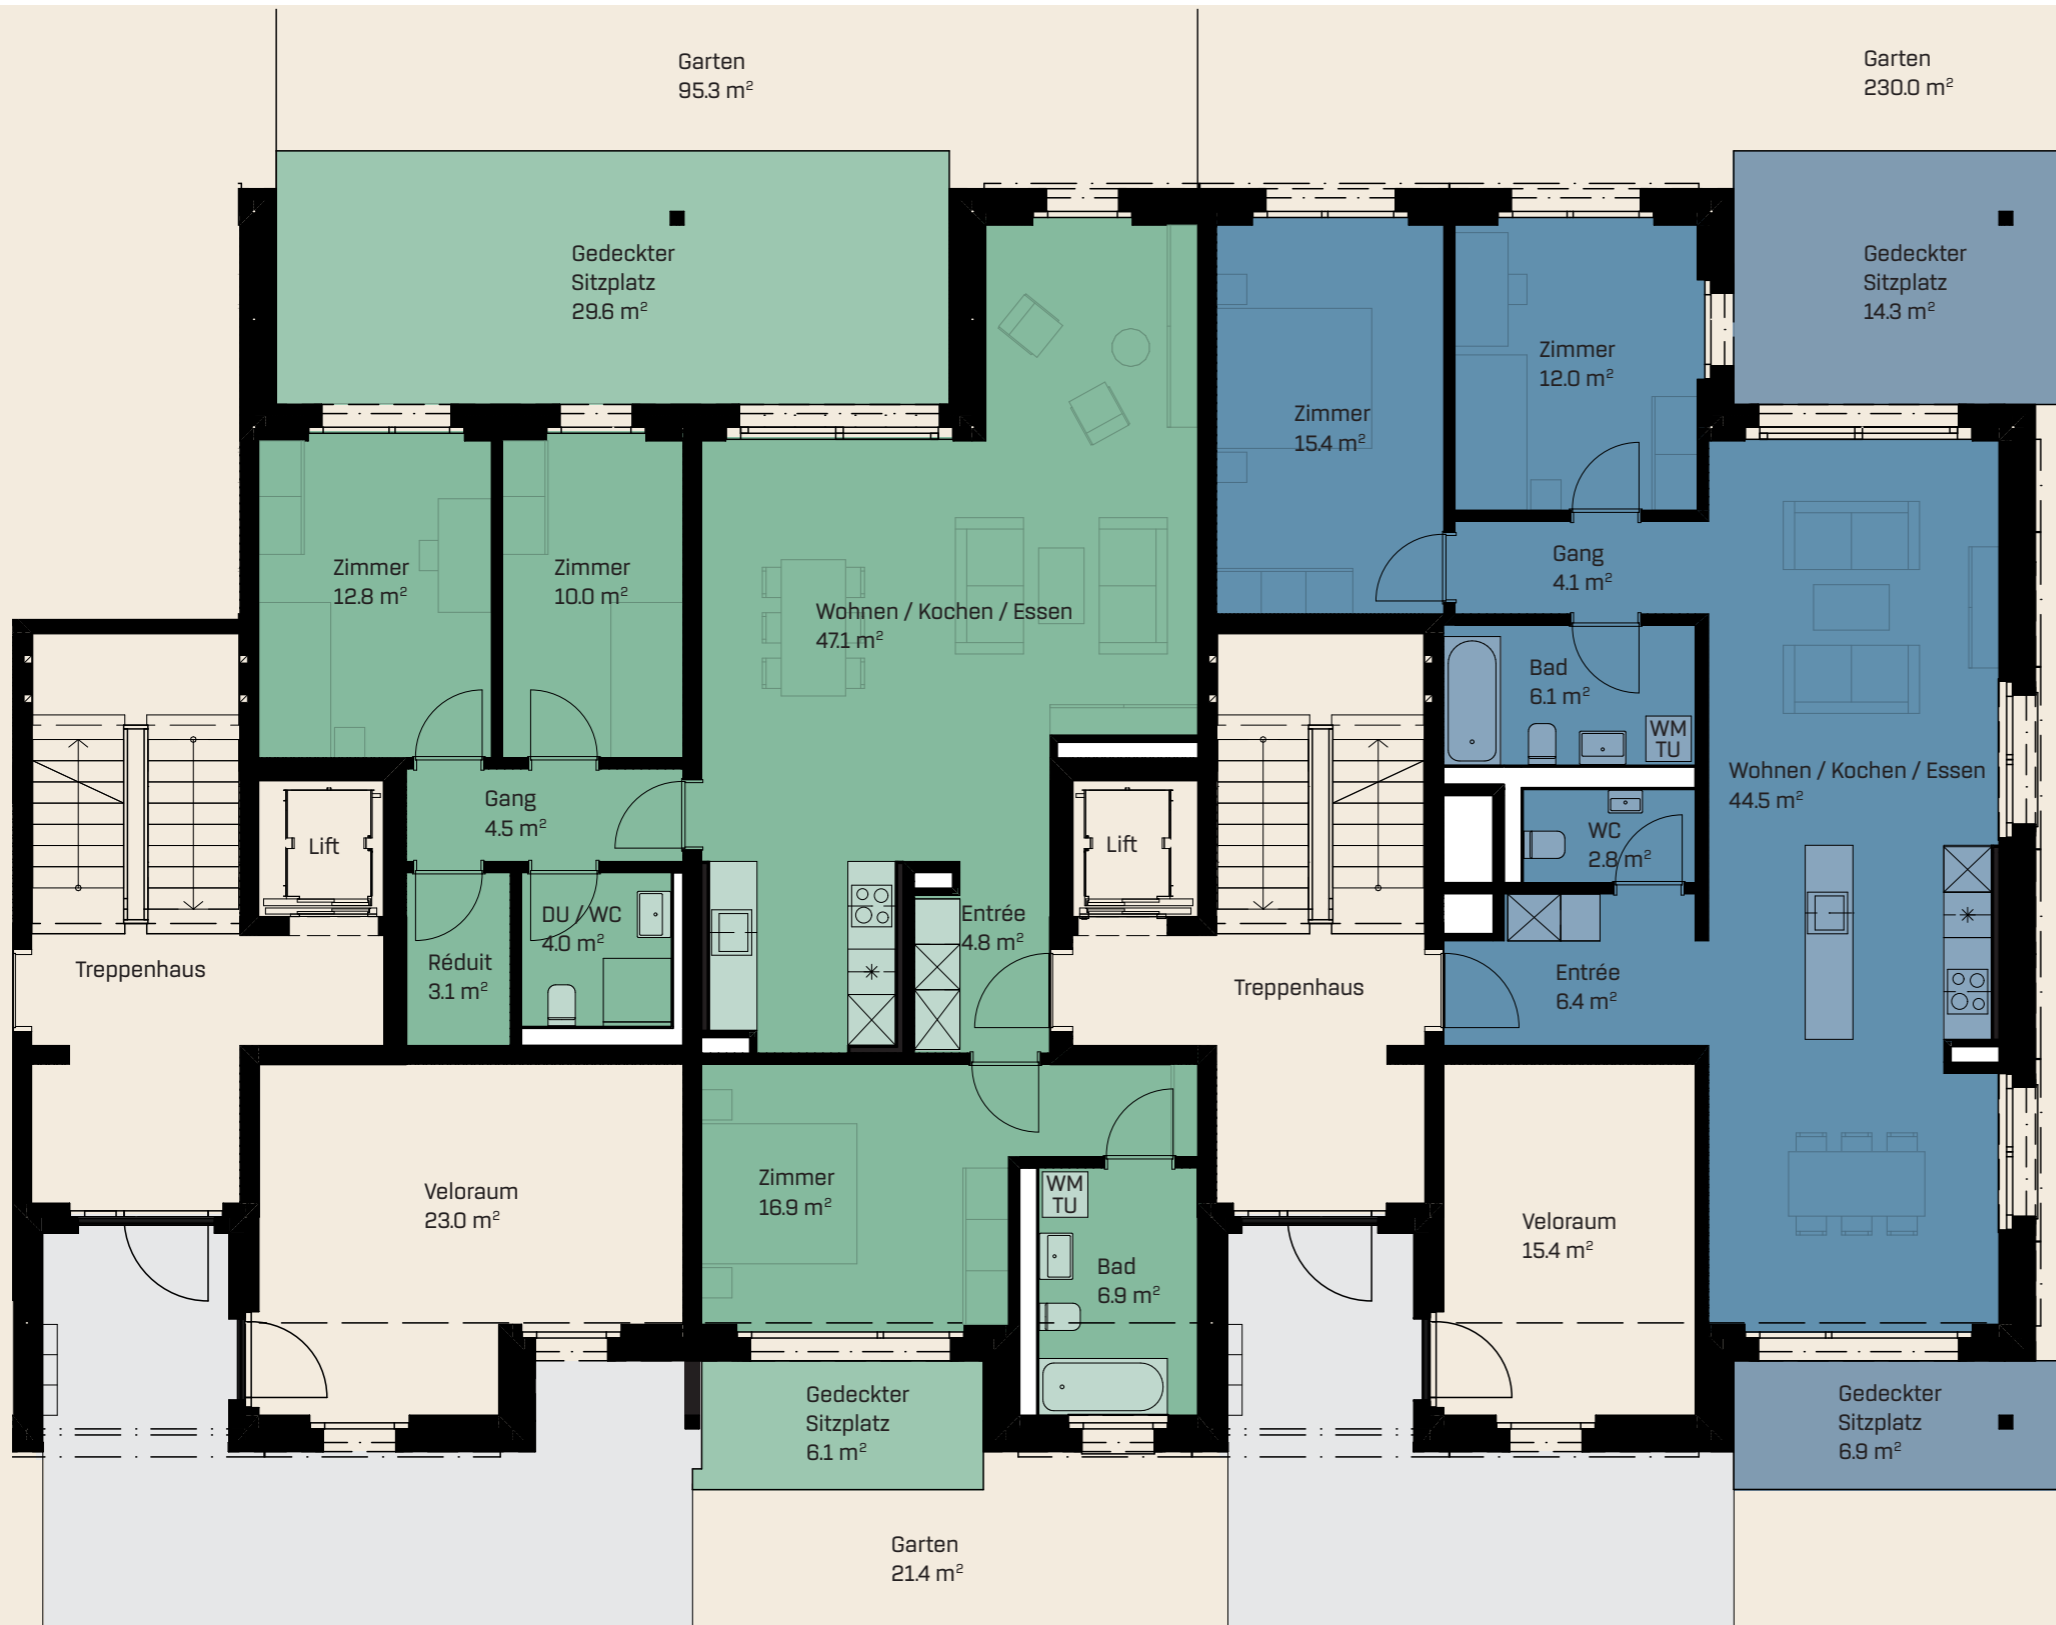 Garten
95.3 m²
Garten
230.0 m²
Gedeckter
Sitzplatz
29.6 m²
Gedeckter
Sitzplatz
14.3 m²
Zimmer
12.0 m²
Zimmer
15.4 m²
Zimmer
12.8 m²
Zimmer
10.0 m²
Wohnen / Kochen / Essen
47.1 m²
Gang
4.1 m²
Bad
6.1 m²
WM
TU
Wohnen / Kochen / Essen
44.5 m²
Gang
4.5 m²
Lift
Lift
WC
2.8 m²
DU / WC
4.0 m²
Entrée
4.8 m²
Réduit
3.1 m²
Treppenhaus
Treppenhaus
Entrée
6.4 m²
Zimmer
16.9 m²
WM
TU
Veloraum
23.0 m²
Veloraum
15.4 m²
Bad
6.9 m²
Gedeckter
Sitzplatz
6.1 m²
Gedeckter
Sitzplatz
6.9 m²
Garten
21.4 m²